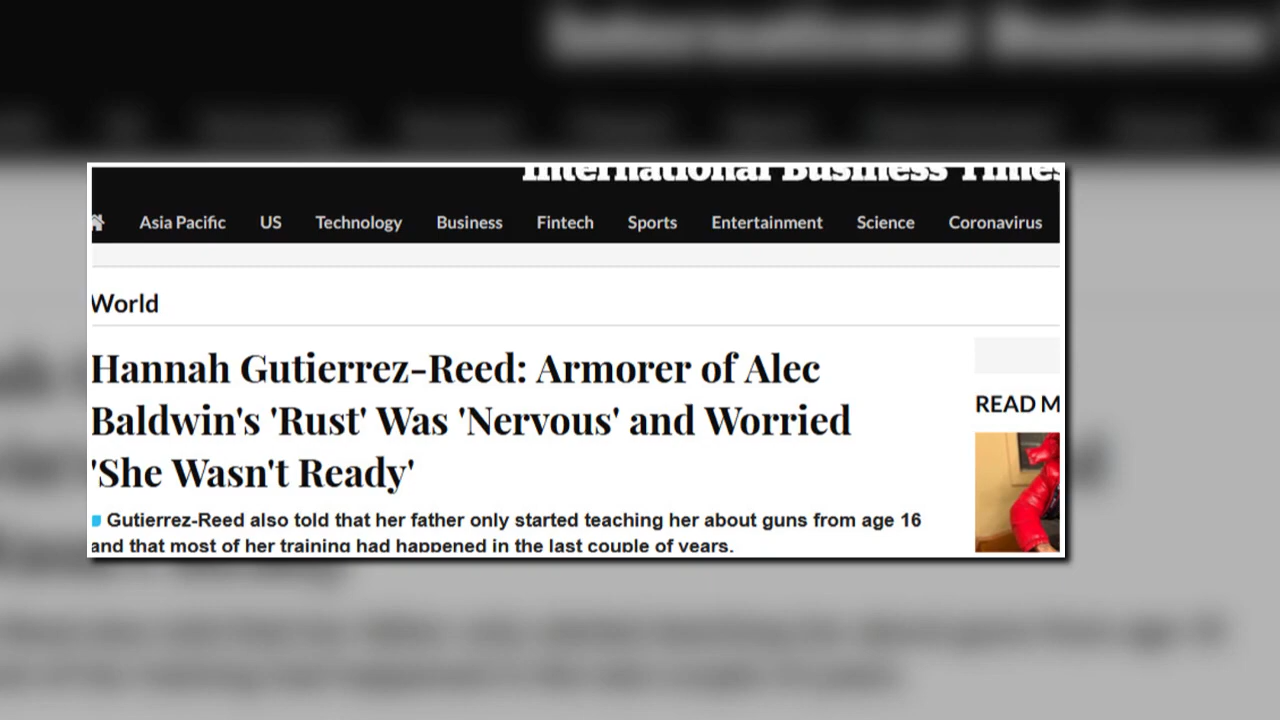 International Business Times
Asia Pacific US Technology Business Fintech Sports Entertainment Science Coronavirus
World
Hannah Gutierrez-Reed: Armorer of Alec
Baldwin's 'Rust' Was 'Nervous' and Worried
'She Wasn't Ready'
READ M
Gutierrez-Reed also told that her father only started teaching her about guns from age 16
and that most of her training had happened in the last couple of years.